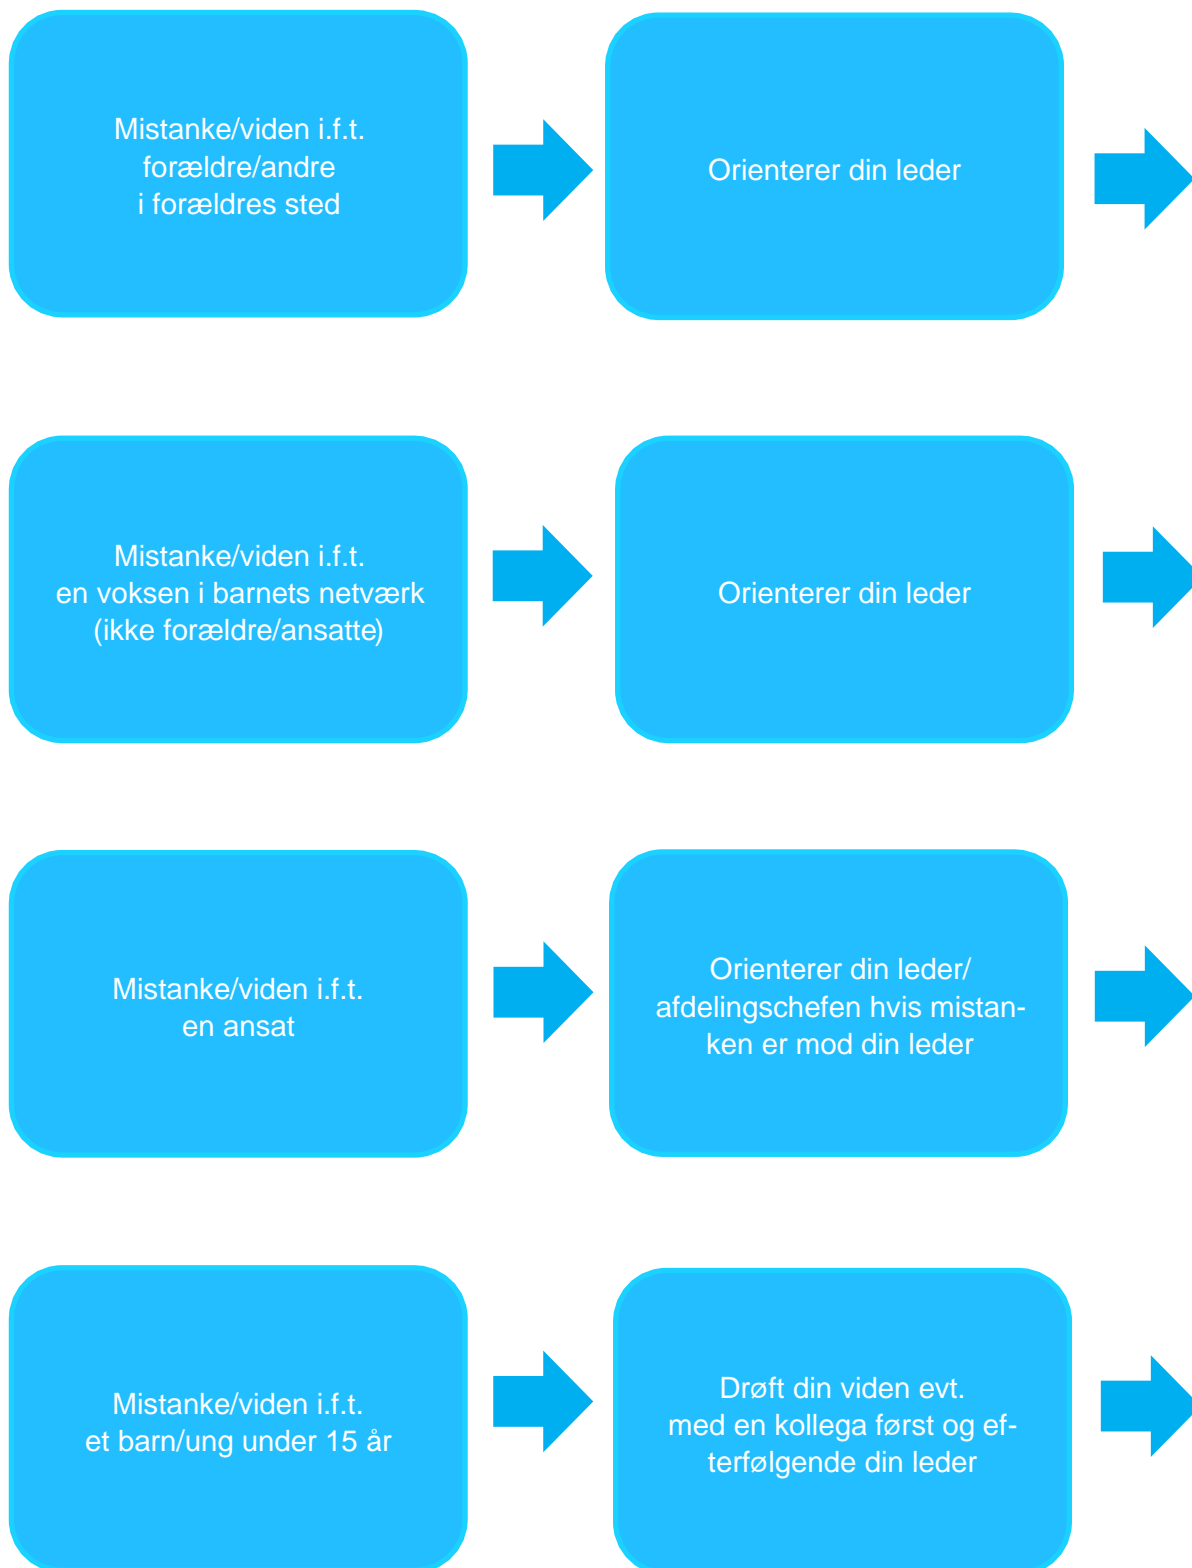 Mistanke/viden i.f.t.
forældre/andre
i forældres sted
Orienterer din leder
Mistanke/viden i.f.t.
en voksen i barnets netværk
(ikke forældre/ansatte)
Orienterer din leder
Mistanke/viden i.f.t.
en ansat
Orienterer din leder/
afdelingschefen hvis mistan-
ken er mod din leder
Mistanke/viden i.f.t.
et barn/ung under 15 år
Drøft din viden evt.
med en kollega først og ef-
terfølgende din leder